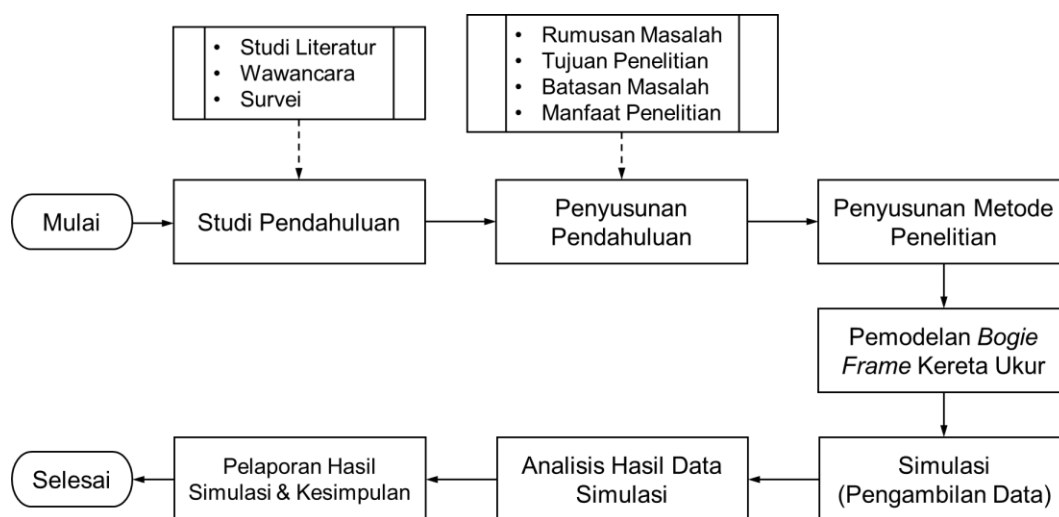 • Studi Literatur
• Wawancara
• Survei
• Rumusan Masalah
• Tujuan Penelitian
• Batasan Masalah
• Manfaat Penelitian
Mulai
Studi Pendahuluan
Penyusunan
Pendahuluan
Penyusunan Metode
Penelitian
Pemodelan Bogie
Frame Kereta Ukur
Simulasi
(Pengambilan Data)
Analisis Hasil Data
Simulasi
Pelaporan Hasil
Simulasi & Kesimpulan
Selesai